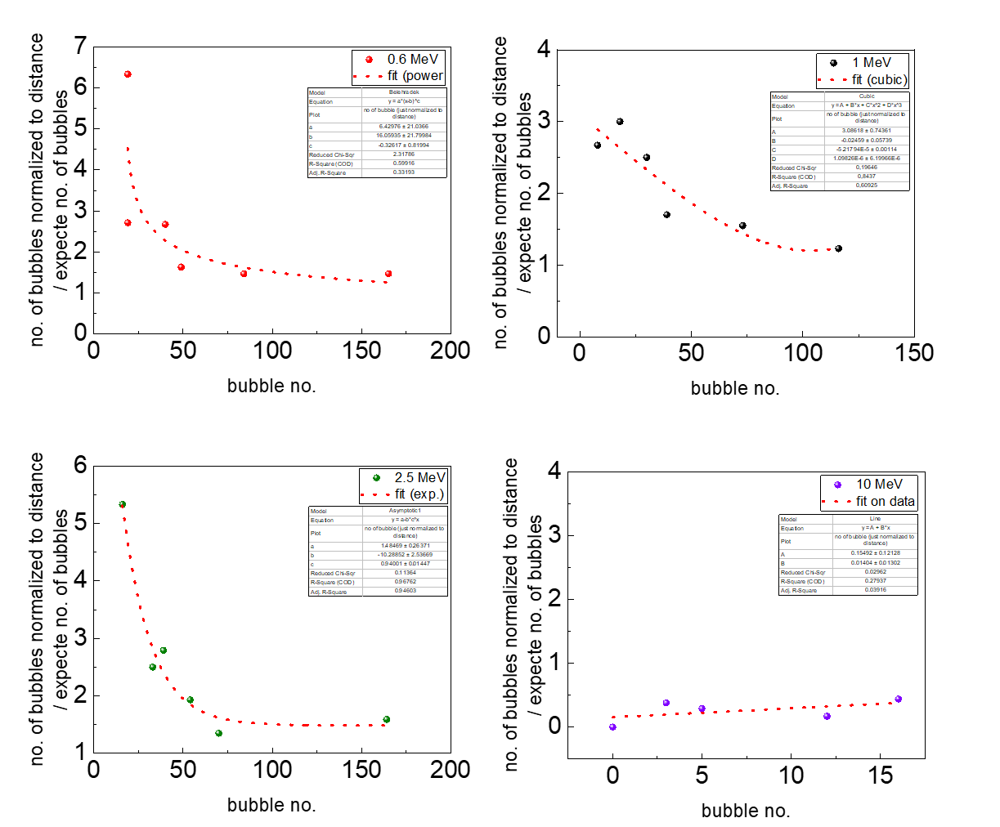 no. of bubbles normalized to distance
/ expecte no. of bubbles
7
6
5
4
3
2
1
0
0 50 100 150 200
bubble no.
0.6 MeV
fit (power
Model Belehradek
Equation y = a*(x-b)^c
Plot no of bubble (just normalized to distance)
a 6.42976 ± 21.0366
b 16.05935 ± 21.79984
c -0.32617 ± 0.81994
Reduced Chi-Sqr 2.31786
R-Square (COD) 0.59916
Adj. R-Square 0.33193
no. of bubbles normalized to distance
/ expecte no. of bubbles
4
3
2
1
0
0 50 100 150
bubble no.
1 MeV
fit (cubic)
Model Cubic
Equation y = A + B*x + C*x^2 + D*x^3
Plot no of bubble (just normalized to distance)
A 3.08618 ± 0.74361
B -0.02459 ± 0.05739
C -5.21794E-5 ± 0.00114
D 1.09826E-6 ± 6.19966E-6
Reduced Chi-Sqr 0,19646
R-Square (COD) 0,8437
Adj. R-Square 0,60925
no. of bubbles normalized to distance
/ expecte no. of bubbles
6
5
4
3
2
1
0 50 100 150 200
bubble no.
2.5 MeV
fit (exp.)
Model Asymptotic1
Equation y = a-b*c^x
Plot no of bubble (just normalized to distance)
a 1.48469 ± 0.26371
b -10.28852 ± 2.53669
c 0.94001 ± 0.01447
Reduced Chi-Sqr 0.11364
R-Square (COD) 0.96762
Adj. R-Square 0.94603
no. of bubbles normalized to distance
/ expecte no. of bubbles
4
3
2
1
0
0 5 10 15
bubble no.
10 MeV
fit on data
Model Line
Equation y = A + B*x
Plot no of bubble (just normalized to distance)
A 0.15492 ± 0.12128
B 0.01404 ± 0.01302
Reduced Chi-Sqr 0.02962
R-Square (COD) 0.27937
Adj. R-Square 0.03916